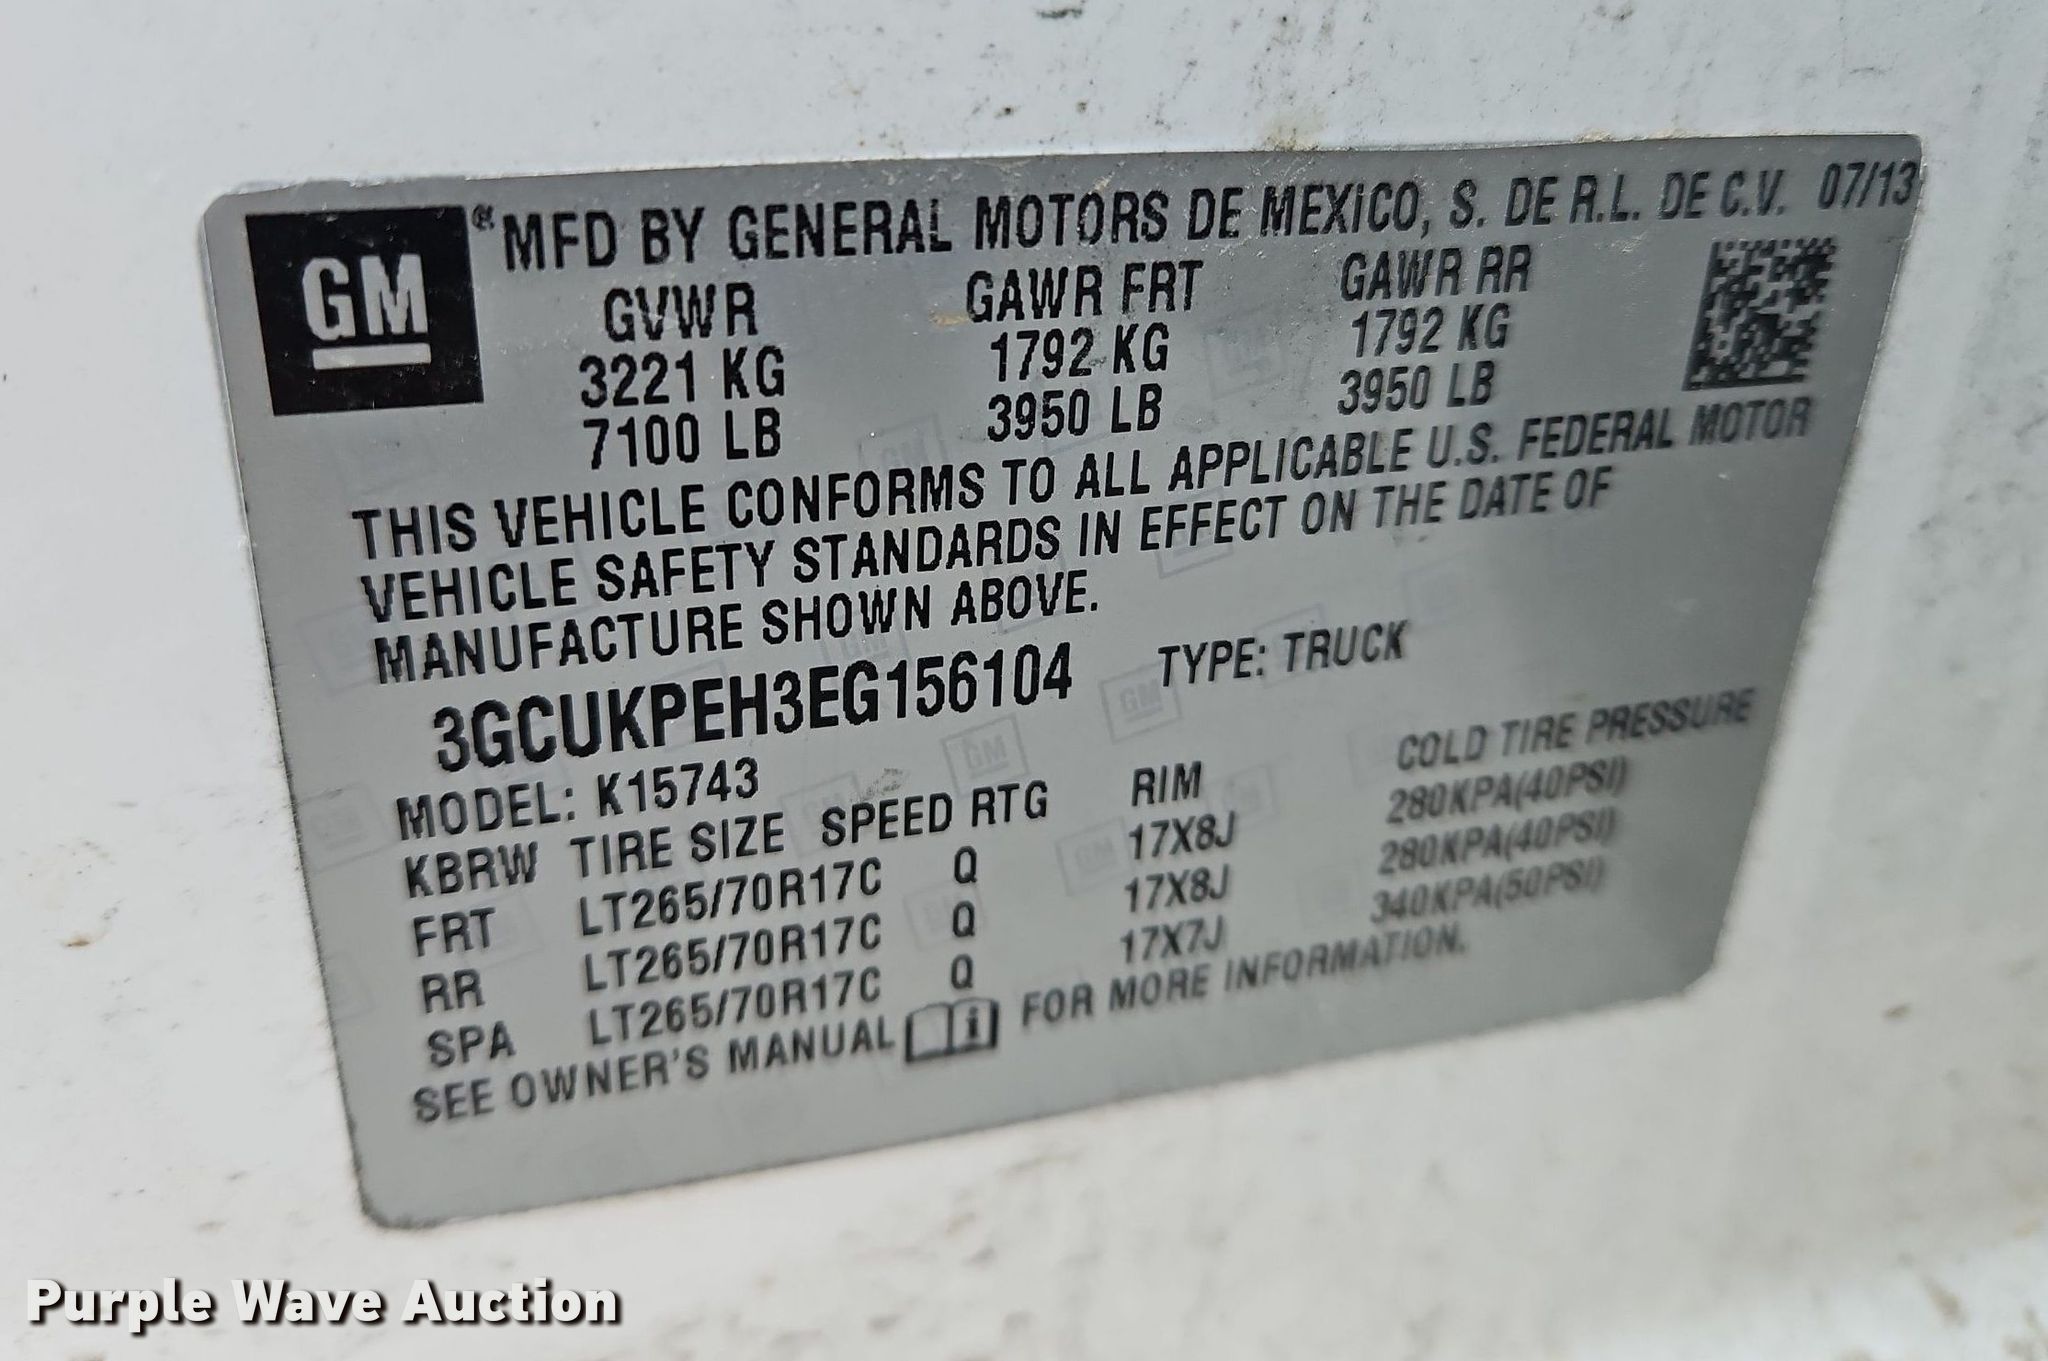 GM
® MFD BY GENERAL MOTORS DE MEXICO, S. DE R.L. DE C.V. 07/13
GVWR GAWR FRT GAWR RR
3221 KG 1792 KG 1792 KG
7100 LB 3950 LB 3950 LB
THIS VEHICLE CONFORMS TO ALL APPLICABLE U.S. FEDERAL MOTOR
VEHICLE SAFETY STANDARDS IN EFFECT ON THE DATE OF
MANUFACTURE SHOWN ABOVE.
3GCUKPEH3EG156104 TYPE: TRUCK
MODEL: K15743
KBRW TIRE SIZE SPEED RTG RIM COLD TIRE PRESSURE
FRT LT265/70R17C Q 17X8J 280KPA(40PSI)
RR LT265/70R17C Q 17X8J 280KPA(40PSI)
SPA LT265/70R17C Q 17X7J 340KPA(50PSI)
SEE OWNER'S MANUAL i FOR MORE INFORMATION.
Purple Wave Auction